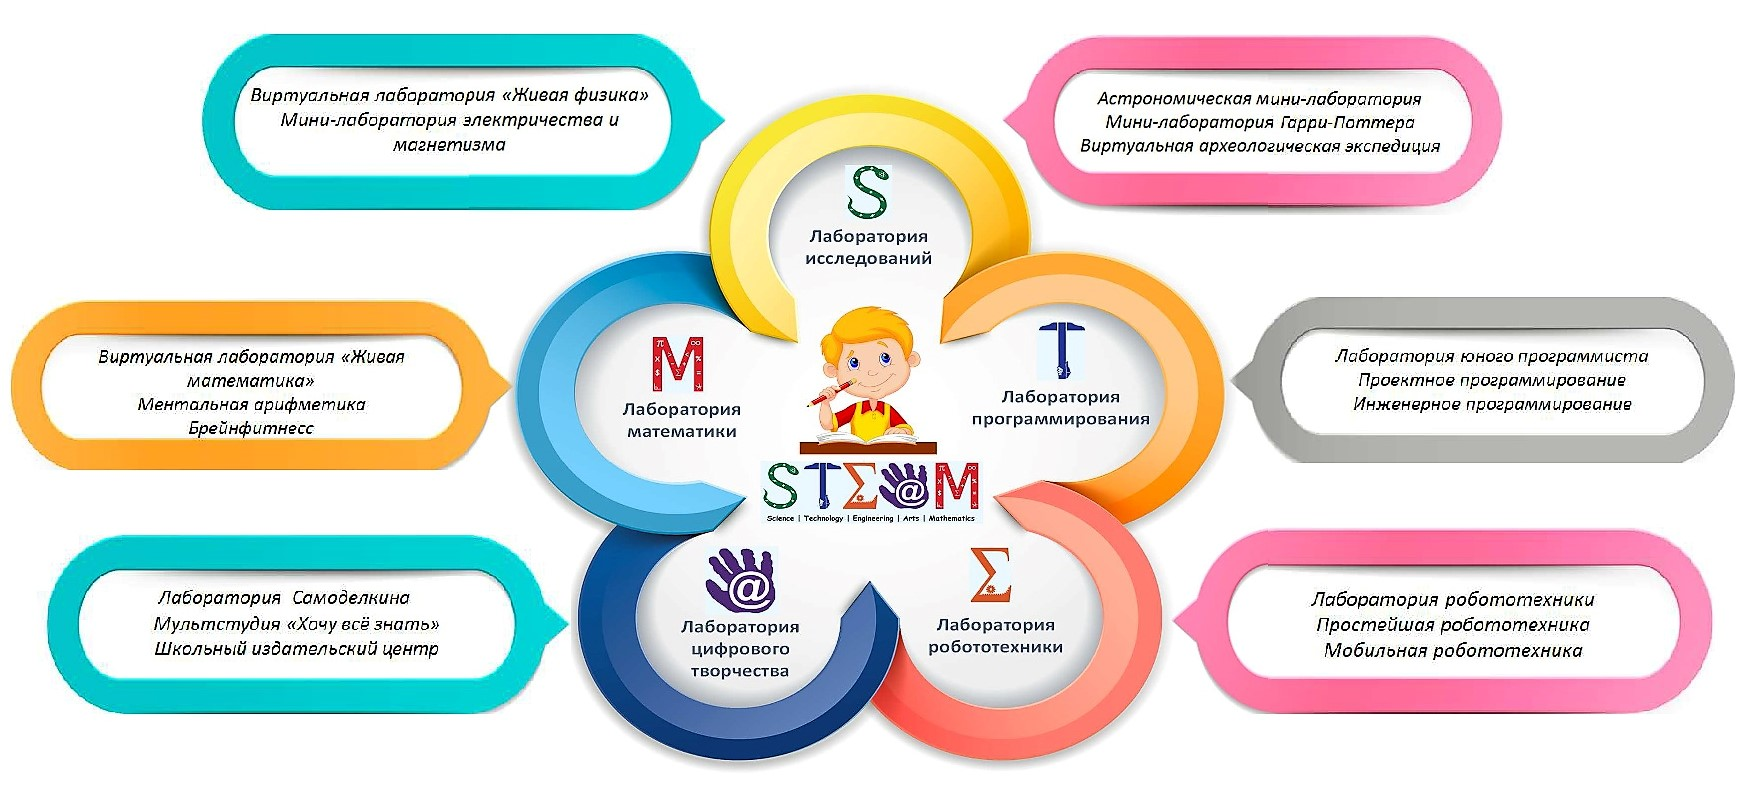 Виртуальная лаборатория «Живая физика»
Мини-лаборатория электричества и
магнетизма
Астрономическая мини-лаборатория
Мини-лаборатория Гарри-Поттера
Виртуальная археологическая экспедиция
S
Лаборатория
исследований
Виртуальная лаборатория «Живая
математика»
Ментальная арифметика
Брейнфитнесс
M
Лаборатория
математики
T
Лаборатория
программирования
Лаборатория юного программиста
Проектное программирование
Инженерное программирование
STΣ@M
Science | Technology | Engineering | Arts | Mathematics
Лаборатория Самоделкина
Мультстудия «Хочу всё знать»
Школьный издательский центр
@
Лаборатория
цифрового
творчества
Σ
Лаборатория
робототехники
Лаборатория робототехники
Простейшая робототехника
Мобильная робототехника